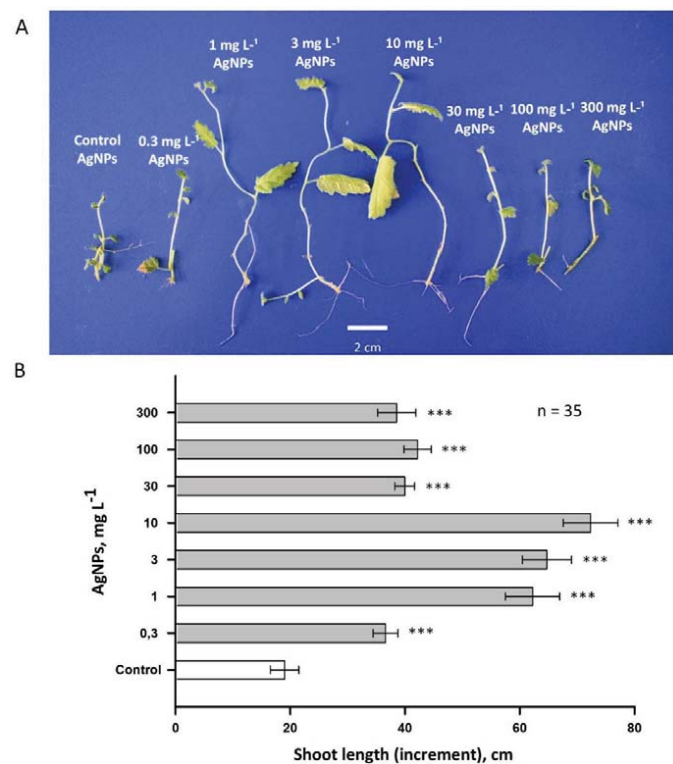 A
1 mg L-1
AgNPs
3 mg L-1
AgNPs
10 mg L-1
AgNPs
Control
AgNPs
0.3 mg L-1
AgNPs
30 mg L-1
AgNPs
100 mg L-1
AgNPs
300 mg L-1
AgNPs
2 cm
B
AgNPs, mg L-1
300
100
30
10
3
1
0,3
Control
***
***
***
***
***
***
***
n = 35
0
20
40
60
80
Shoot length (increment), cm